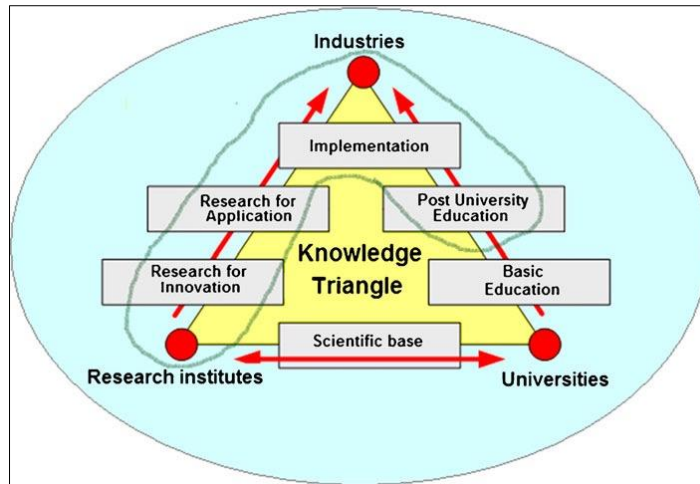 Industries
Implementation
Research for
Application
Post University
Education
Knowledge
Triangle
Research for
Innovation
Basic
Education
Scientific base
Research institutes
Universities